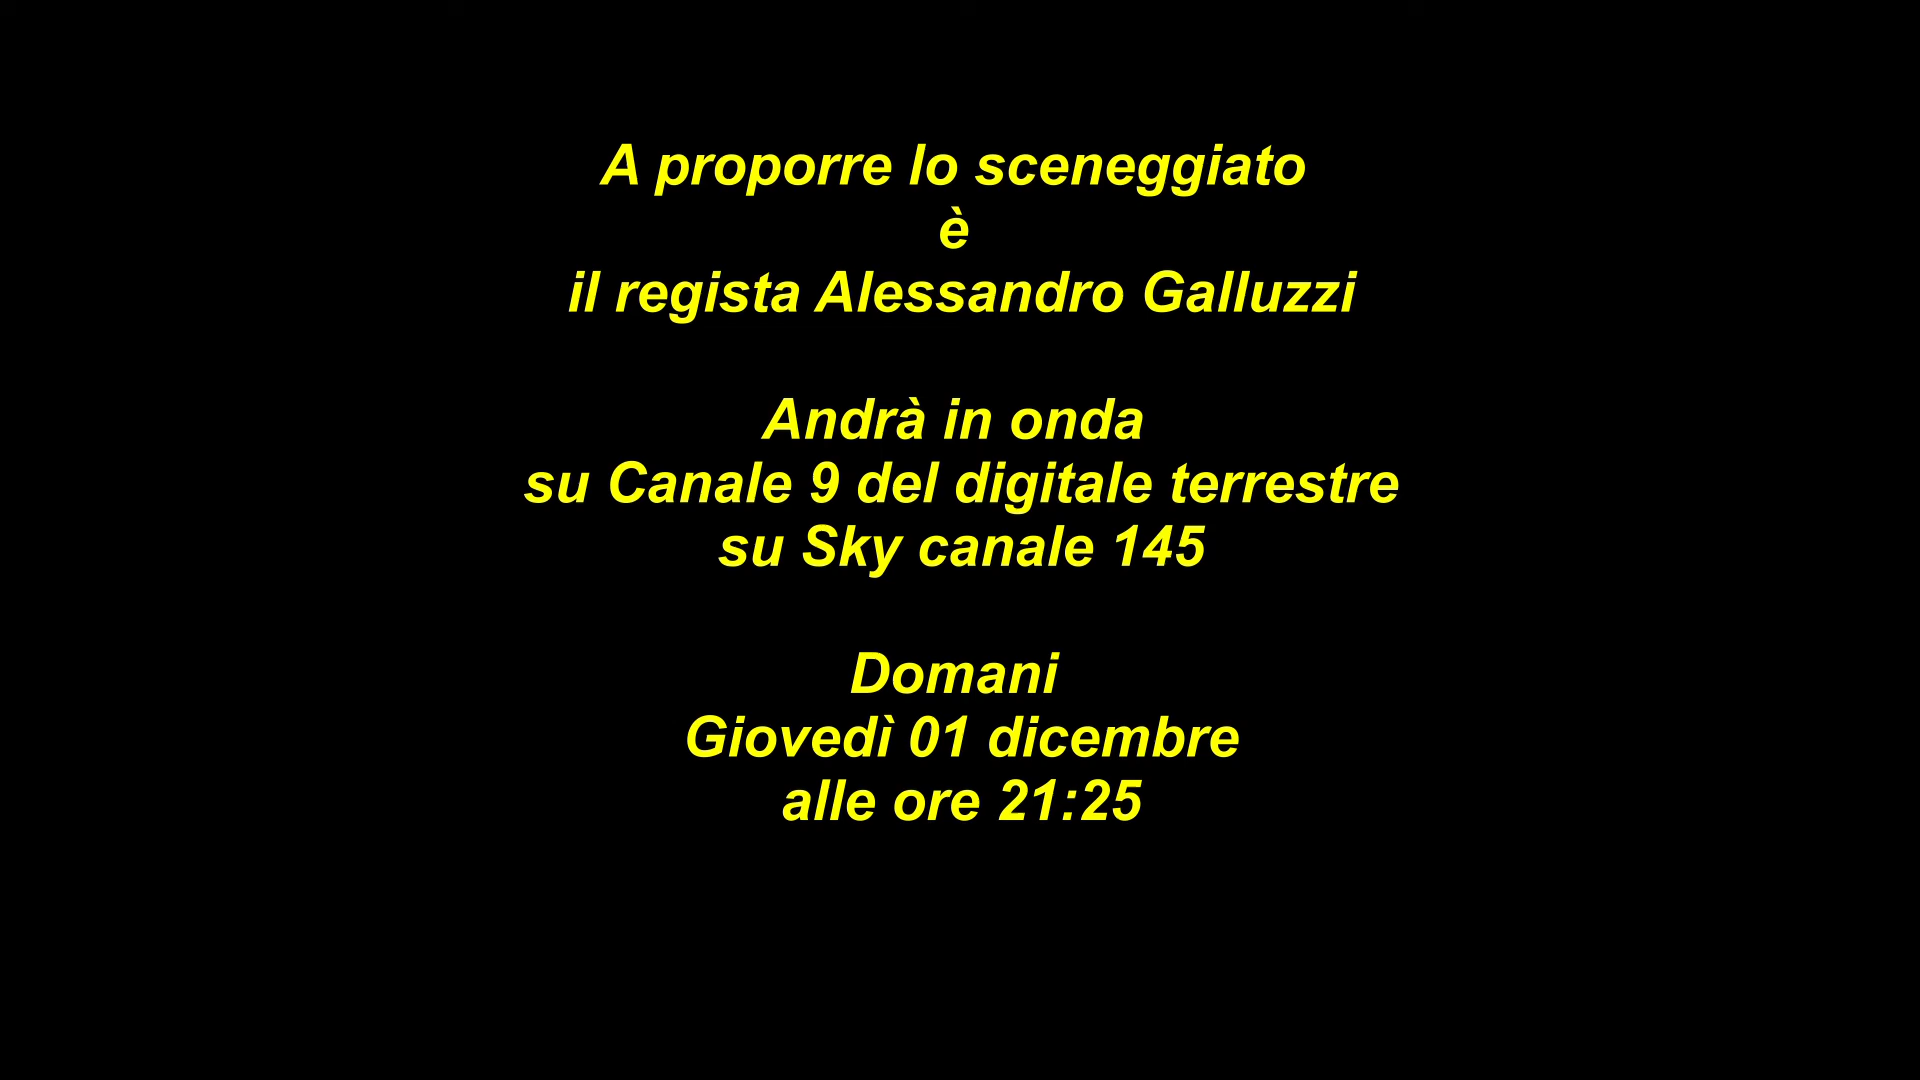 A proporre lo sceneggiato
è
il regista Alessandro Galluzzi
Andrà in onda
su Canale 9 del digitale terrestre
su Sky canale 145
Domani
Giovedì 01 dicembre
alle ore 21:25